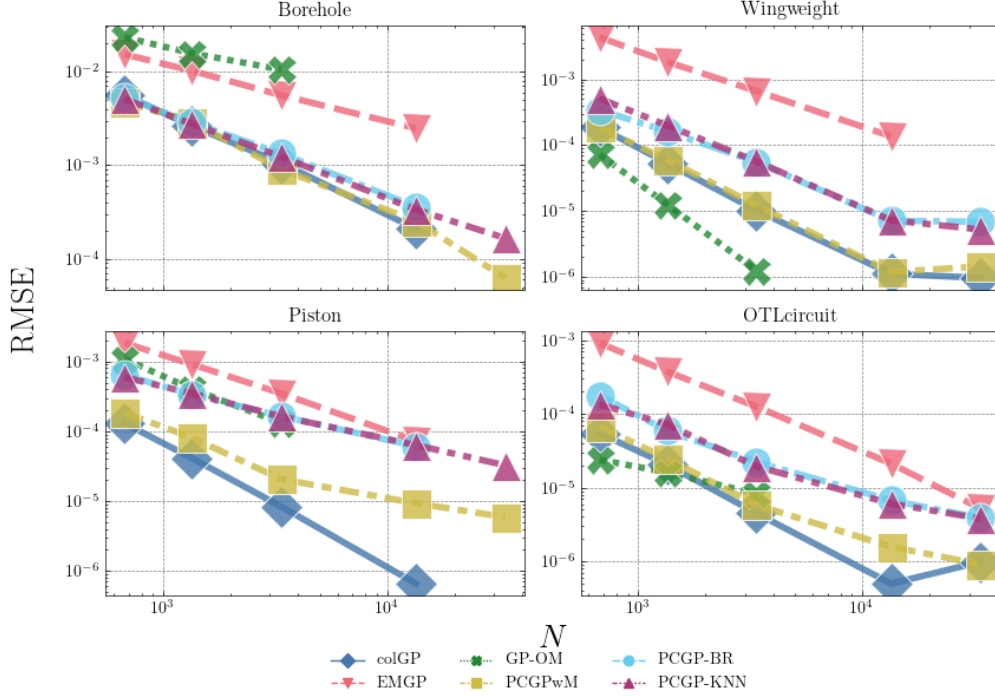 Borehole
Wingweight
10^{-2}
10^{-3}
10^{-4}
10^{-3}
10^{-4}
10^{-5}
10^{-6}
RMSE
Piston
OTLcircuit
10^{-3}
10^{-4}
10^{-5}
10^{-6}
10^{-3}
10^{-4}
10^{-5}
10^{-6}
10^{3}
10^{4}
10^{3}
10^{4}
N
colGP
GP-OM
PCGP-BR
EMGP
PCGPwM
PCGP-KNN